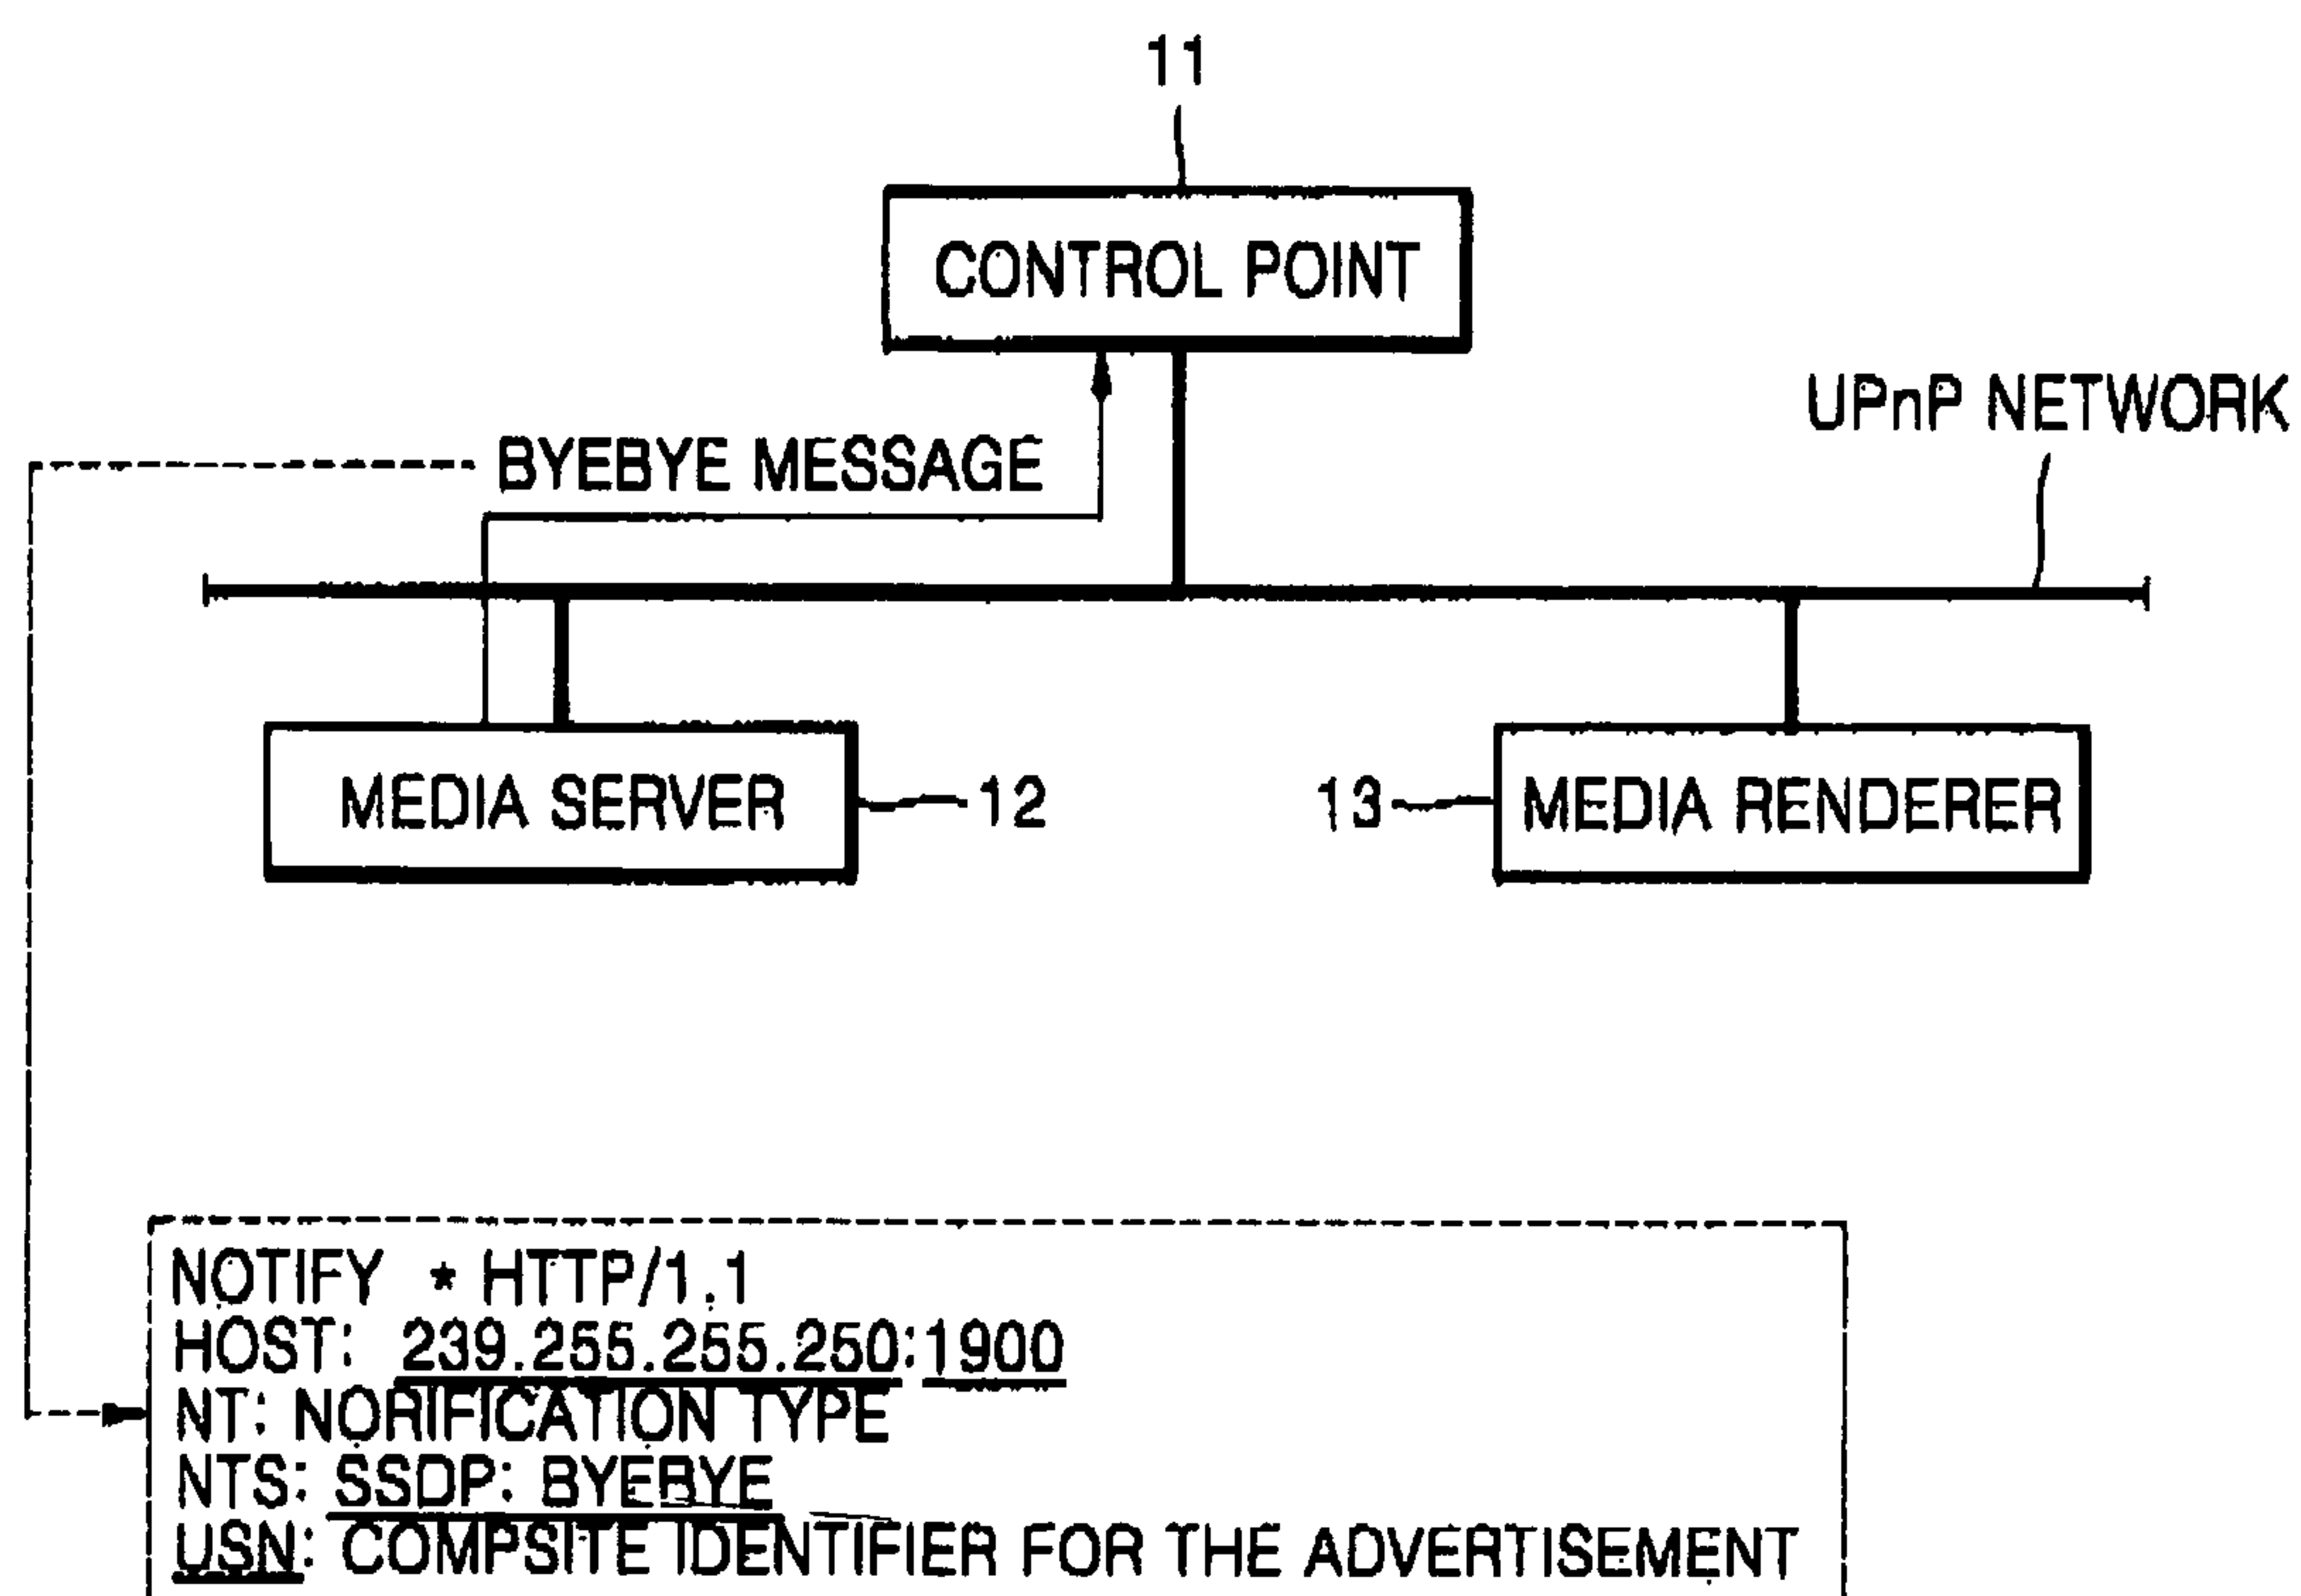 11
CONTROL POINT
UPnP NETWORK
BYEBYE MESSAGE
MEDIA SERVER
12
13
MEDIA RENDERER
NOTIFY * HTTP/1.1
HOST: 239.255.255.250:1900
NT: NORIFICATION TYPE
NTS: SSDP: BYEBYE
USN: COMPSITE IDENTIFIER FOR THE ADVERTISEMENT